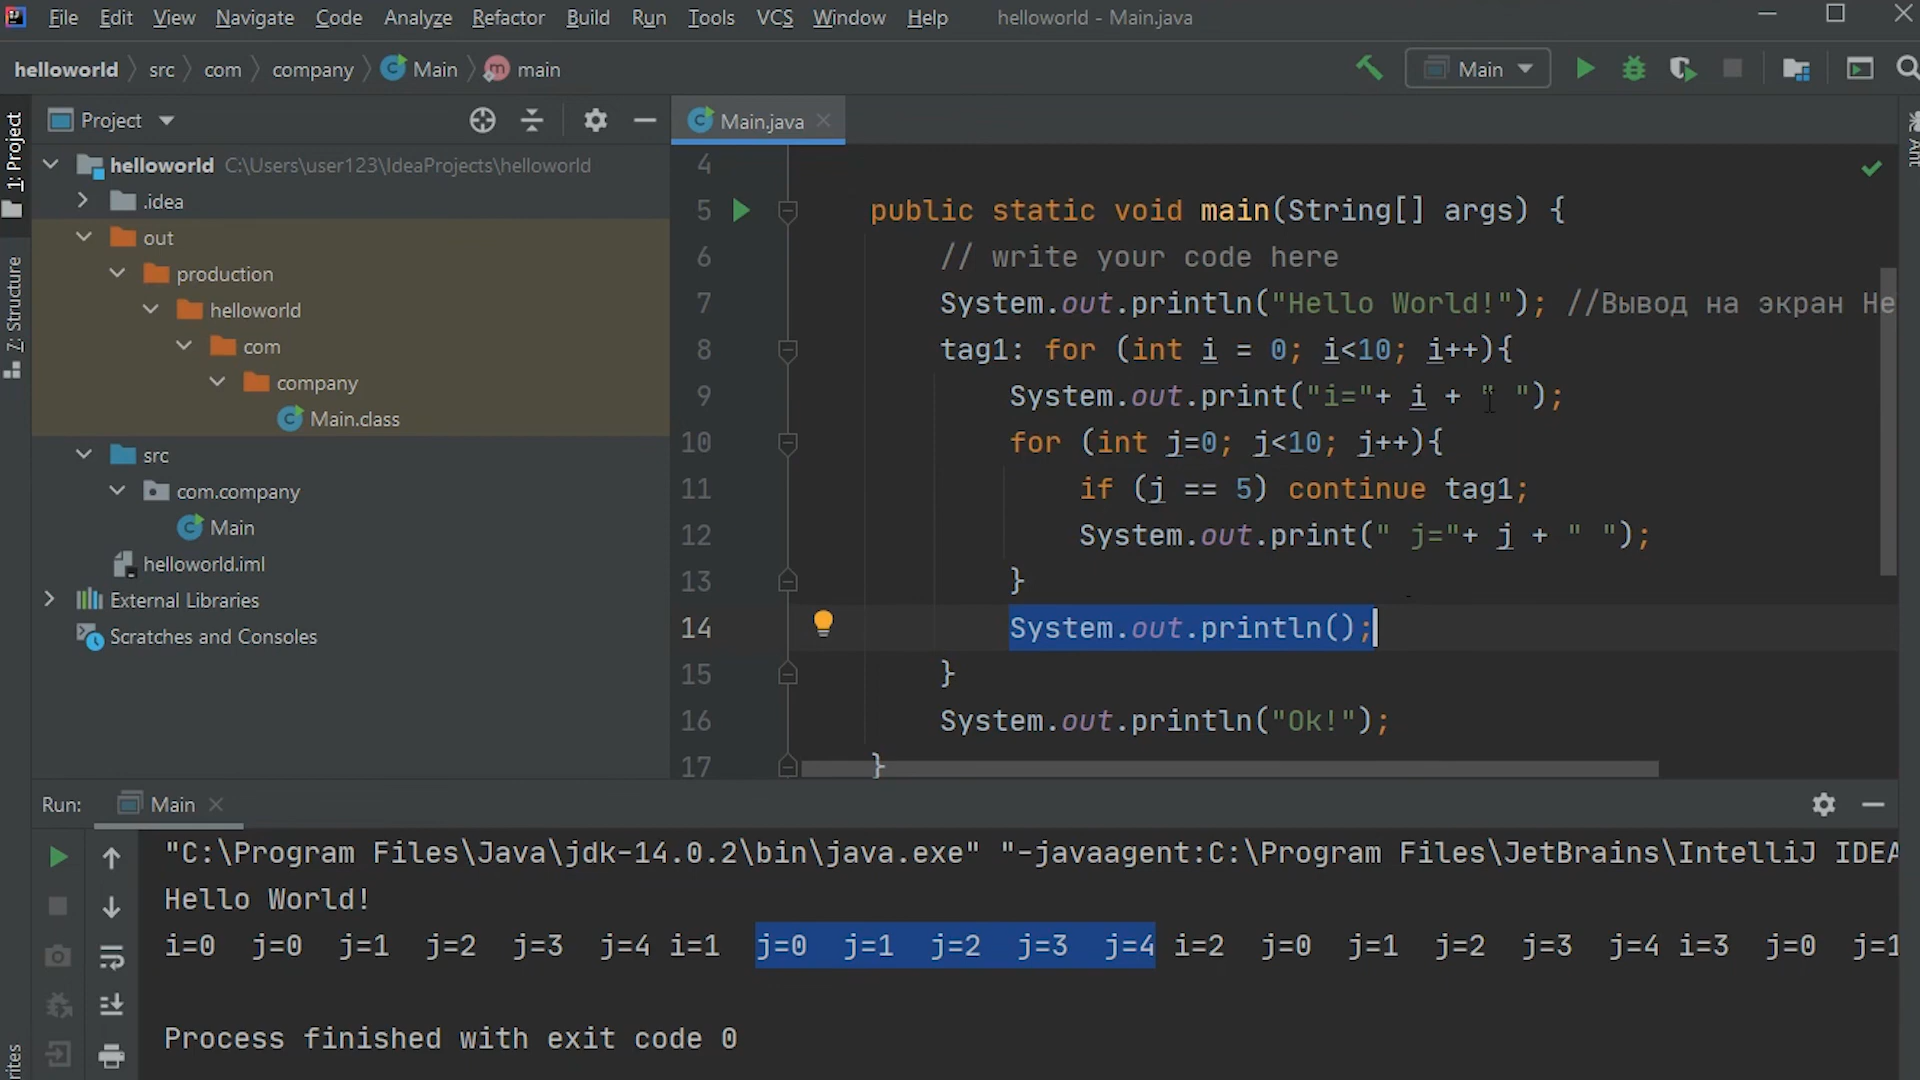 File Edit View Navigate Code Analyze Refactor Build Run Tools VCS Window Help helloworld - Main.java
helloworld src com company Main main
Main
1: Project
7: Structure
Ant
Project
helloworld C:\Users\user123\IdeaProjects\helloworld
.idea
out
production
helloworld
com
company
Main.class
src
com.company
Main
helloworld.iml
External Libraries
Scratches and Consoles
Main.java
4
5 public static void main(String[] args) {
6 // write your code here
7 System.out.println("Hello World!"); //Вывод на экран He
8 tag1: for (int i = 0; i<10; i++){
9 System.out.print("i="+ i + " ");
10 for (int j=0; j<10; j++){
11 if (j == 5) continue tag1;
12 System.out.print(" j="+ j + " ");
13 }
14 System.out.println();
15 }
16 System.out.println("Ok!");
17 }
Run: Main
"C:\Program Files\Java\jdk-14.0.2\bin\java.exe" "-javaagent:C:\Program Files\JetBrains\IntelliJ IDEA
Hello World!
i=0 j=0 j=1 j=2 j=3 j=4 i=1 j=0 j=1 j=2 j=3 j=4 i=2 j=0 j=1 j=2 j=3 j=4 i=3 j=0 j=1
Process finished with exit code 0